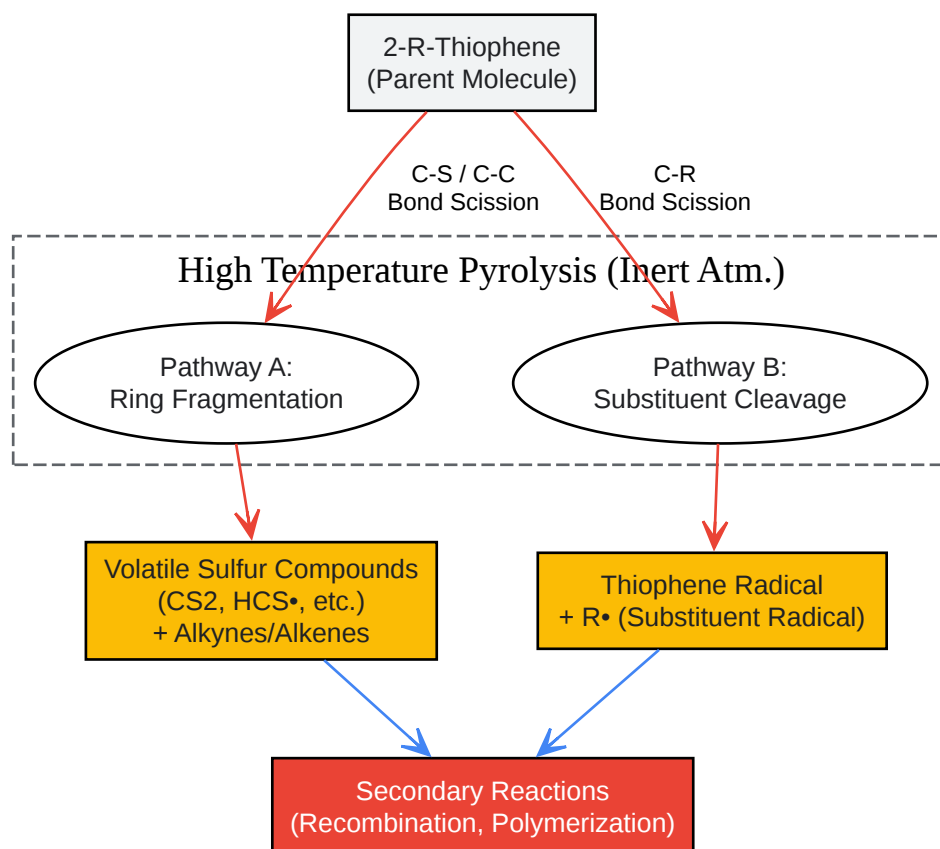 2-R-Thiophene
(Parent Molecule)
C-S / C-C
Bond Scission
C-R
Bond Scission
High Temperature Pyrolysis (Inert Atm.)
Pathway A:
Ring Fragmentation
Pathway B:
Substituent Cleavage
Volatile Sulfur Compounds
(CS2, HCS•, etc.)
+ Alkynes/Alkenes
Thiophene Radical
+ R• (Substituent Radical)
Secondary Reactions
(Recombination, Polymerization)